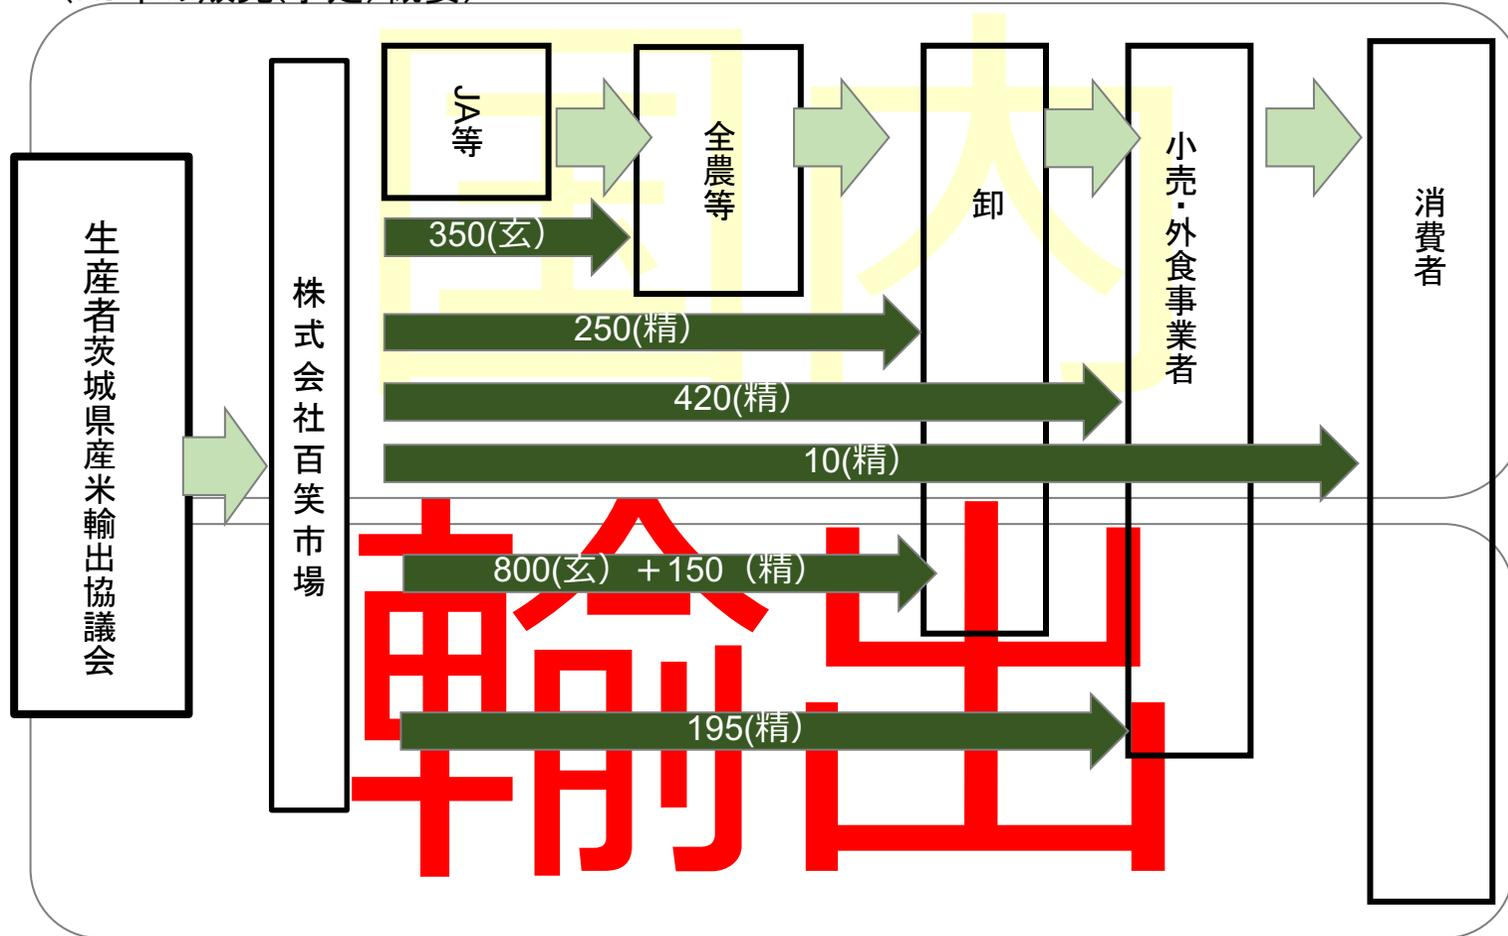 生産者茨城県産米輸出協議会
株式会社百笑市場
国内
JA等
全農等
卸
小売・外食事業者
消費者
350(玄）
250(精）
420(精）
10(精）
輸出
800(玄）＋150（精）
195(精）